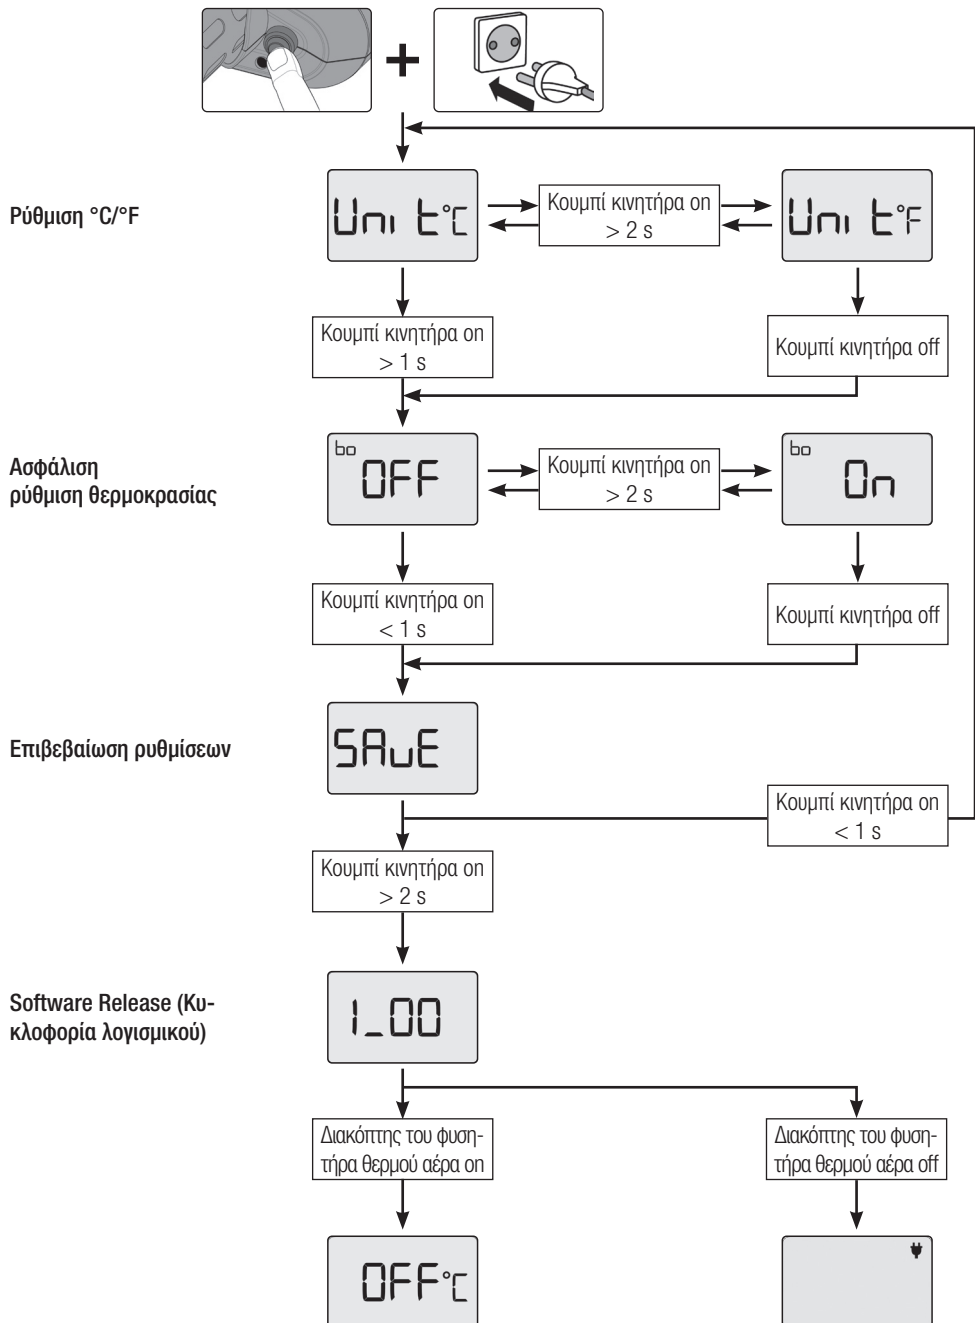 Ρύθμιση °C/°F
Unit°C
Κουμπί κινητήρα on
> 2 s
Unit°F
Κουμπί κινητήρα on
> 1 s
Κουμπί κινητήρα off
Ασφάλιση
ρύθμιση θερμοκρασίας
bo
OFF
Κουμπί κινητήρα on
> 2 s
bo
On
Κουμπί κινητήρα on
< 1 s
Κουμπί κινητήρα off
Επιβεβαίωση ρυθμίσεων
SAvE
Κουμπί κινητήρα on
< 1 s
Κουμπί κινητήρα on
> 2 s
Software Release (Κυ-
κλοφορία λογισμικού)
1_00
Διακόπτης του φυση-
τήρα θερμού αέρα on
Διακόπτης του φυση-
τήρα θερμού αέρα off
OFF°C